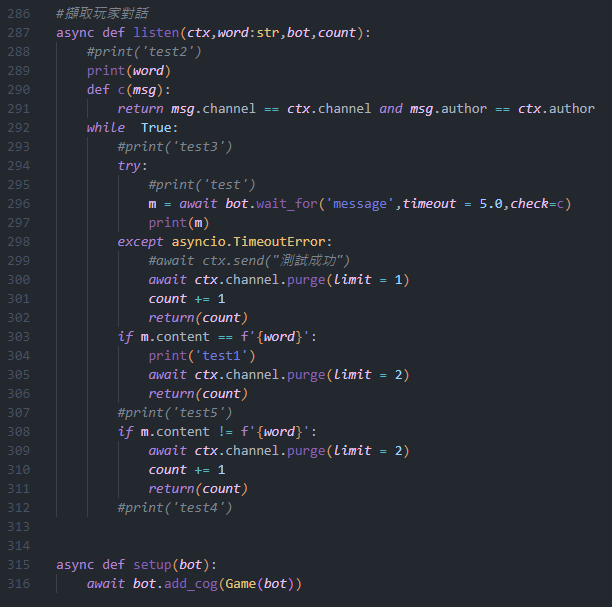 286 #擷取玩家對話
287 async def listen(ctx,word:str,bot,count):
288     #print('test2')
289     print(word)
290     def c(msg):
291         return msg.channel == ctx.channel and msg.author == ctx.author
292     while  True:
293         #print('test3')
294         try:
295             #print('test')
296             m = await bot.wait_for('message',timeout = 5.0,check=c)
297             print(m)
298         except asyncio.TimeoutError:
299             #await ctx.send("測試成功")
300             await ctx.channel.purge(limit = 1)
301             count += 1
302             return(count)
303         if m.content == f'{word}':
304             print('test1')
305             await ctx.channel.purge(limit = 2)
306             return(count)
307         #print('test5')
308         if m.content != f'{word}':
309             await ctx.channel.purge(limit = 2)
310             count += 1
311             return(count)
312         #print('test4')
313
314
315 async def setup(bot):
316     await bot.add_cog(Game(bot))